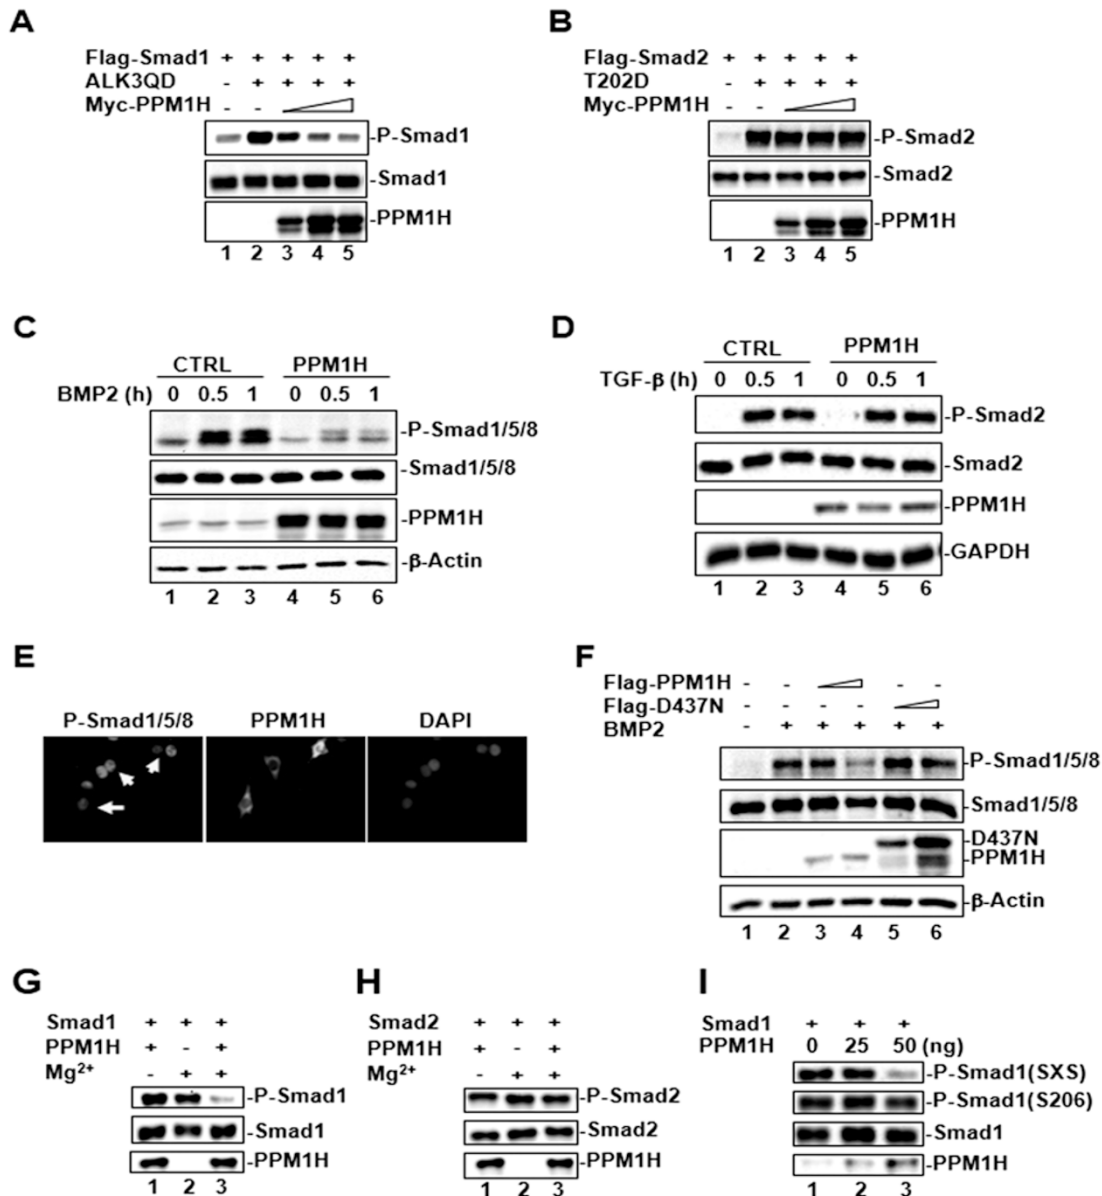 A
Flag-Smad1 + + + + +
ALK3QD - + + + +
Myc-PPM1H - -
-P-Smad1
-Smad1
-PPM1H
1 2 3 4 5
B
Flag-Smad2 + + + + +
T202D - + + + +
Myc-PPM1H - -
-P-Smad2
-Smad2
-PPM1H
1 2 3 4 5
C
CTRL PPM1H
BMP2 (h) 0 0.5 1 0 0.5 1
-P-Smad1/5/8
-Smad1/5/8
-PPM1H
-β-Actin
1 2 3 4 5 6
D
CTRL PPM1H
TGF-β (h) 0 0.5 1 0 0.5 1
-P-Smad2
-Smad2
-PPM1H
-GAPDH
1 2 3 4 5 6
E
P-Smad1/5/8 PPM1H DAPI
F
Flag-PPM1H - - - -
Flag-D437N - - - -
BMP2 - + + + + +
-P-Smad1/5/8
-Smad1/5/8
-D437N
-PPM1H
-β-Actin
1 2 3 4 5 6
G
Smad1 + + +
PPM1H + - +
Mg²⁺ - + +
-P-Smad1
-Smad1
-PPM1H
1 2 3
H
Smad2 + + +
PPM1H + - +
Mg²⁺ - + +
-P-Smad2
-Smad2
-PPM1H
1 2 3
I
Smad1 + + +
PPM1H 0 25 50 (ng)
-P-Smad1(SXS)
-P-Smad1(S206)
-Smad1
-PPM1H
1 2 3